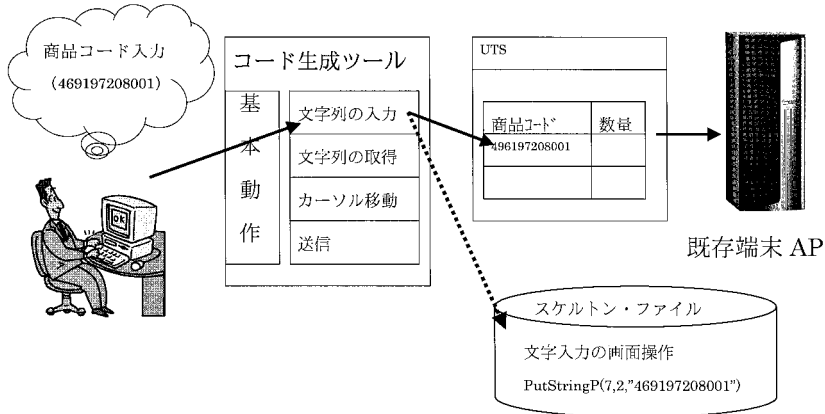 商品コード入力
(469197208001)
コード生成ツール
基本動作
文字列の入力
文字列の取得
カーソル移動
送信
OK
UTS
商品ｺｰﾄﾞ
数量
496197208001
既存端末 AP
スケルトン・ファイル
文字入力の画面操作
PutStringP(7,2,"469197208001")